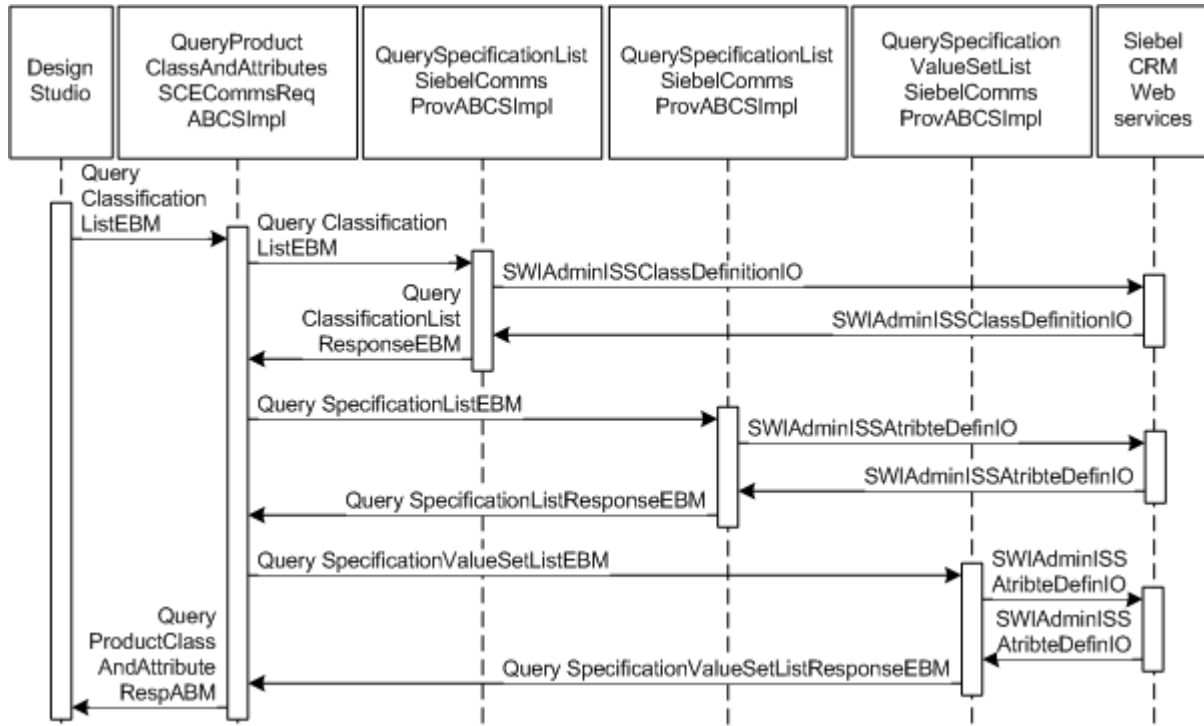 Design
Studio
QueryProduct
ClassAndAttributes
SCECommsReq
ABCSImpl
QuerySpecificationList
SiebelComms
ProvABCSImpl
QuerySpecificationList
SiebelComms
ProvABCSImpl
QuerySpecification
ValueSetList
SiebelComms
ProvABCSImpl
Siebel
CRM
Web
services
Query
Classification
ListEBM
Query Classification
ListEBM
SWIAdminISSClassDefinitionIO
SWIAdminISSClassDefinitionIO
Query
ClassificationList
ResponseEBM
Query SpecificationListEBM
SWIAdminISSAtribteDefinIO
SWIAdminISSAtribteDefinIO
Query SpecificationListResponseEBM
Query SpecificationValueSetListEBM
SWIAdminISS
AtribteDefinIO
SWIAdminISS
AtribteDefinIO
Query SpecificationValueSetListResponseEBM
Query
ProductClass
AndAttribute
RespABM